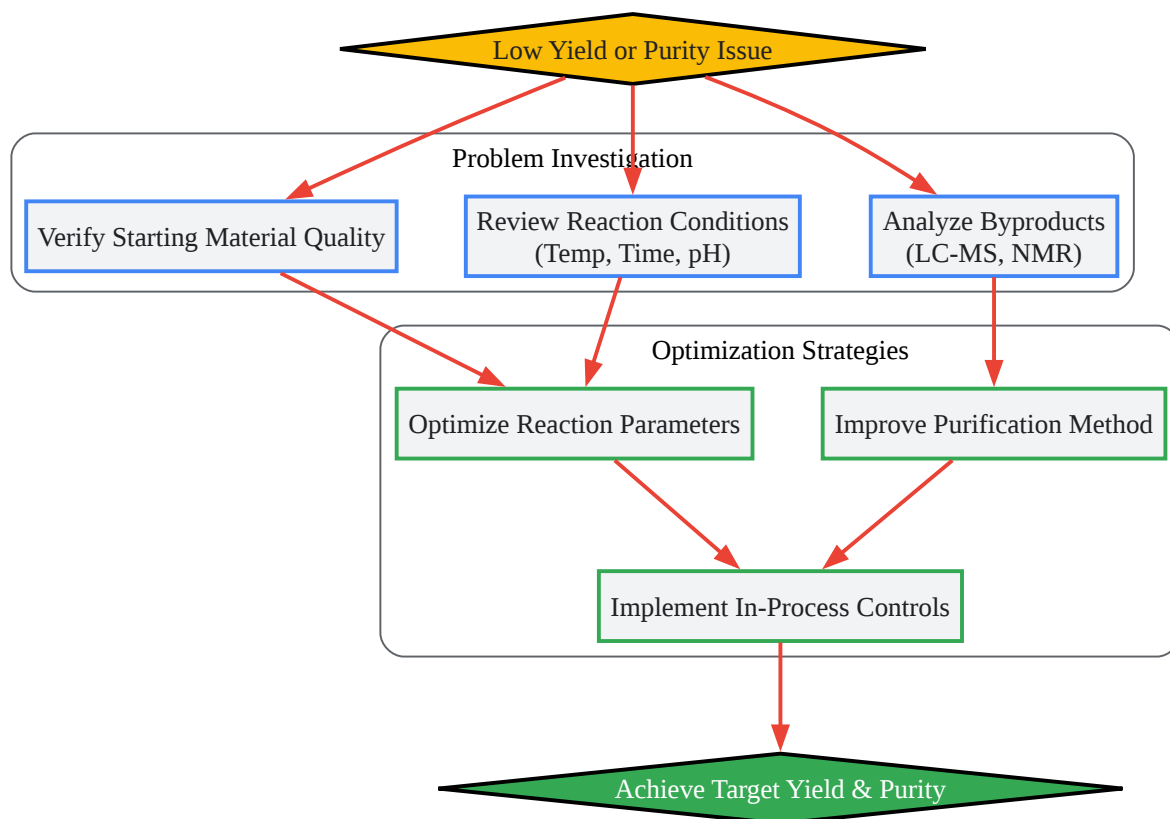 Low Yield or Purity Issue
Problem Investigation
Verify Starting Material Quality
Review Reaction Conditions
(Temp, Time, pH)
Analyze Byproducts
(LC-MS, NMR)
Optimization Strategies
Optimize Reaction Parameters
Improve Purification Method
Implement In-Process Controls
Achieve Target Yield & Purity